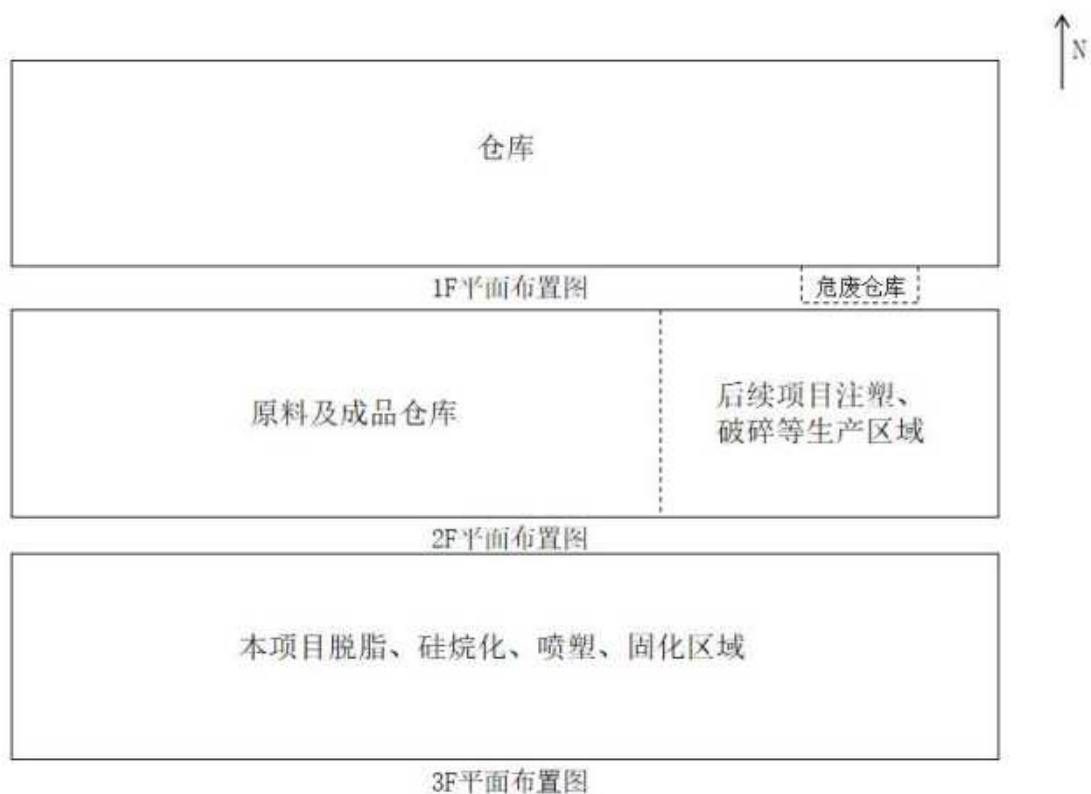 N
仓库
1F平面布置图
危废仓库
原料及成品仓库
后续项目注塑、
破碎等生产区域
2F平面布置图
本项目脱脂、硅烷化、喷塑、固化区域
3F平面布置图